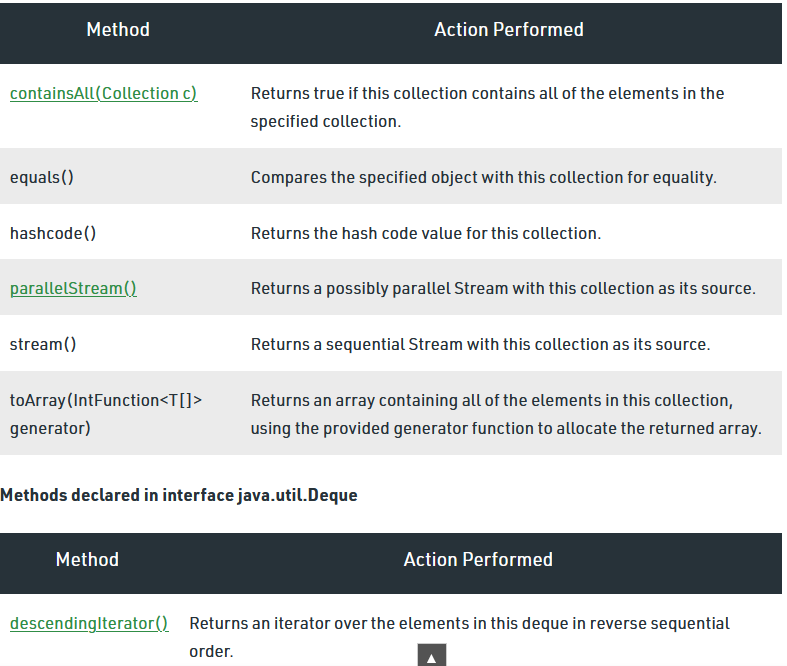 Method Action Performed
containsAll(Collection c) Returns true if this collection contains all of the elements in the
specified collection.
equals() Compares the specified object with this collection for equality.
hashcode() Returns the hash code value for this collection.
parallelStream() Returns a possibly parallel Stream with this collection as its source.
stream() Returns a sequential Stream with this collection as its source.
toArray(IntFunction<T[]> Returns an array containing all of the elements in this collection,
generator) using the provided generator function to allocate the returned array.
Methods declared in interface java.util.Deque
Method Action Performed
descendingIterator() Returns an iterator over the elements in this deque in reverse sequential
order.